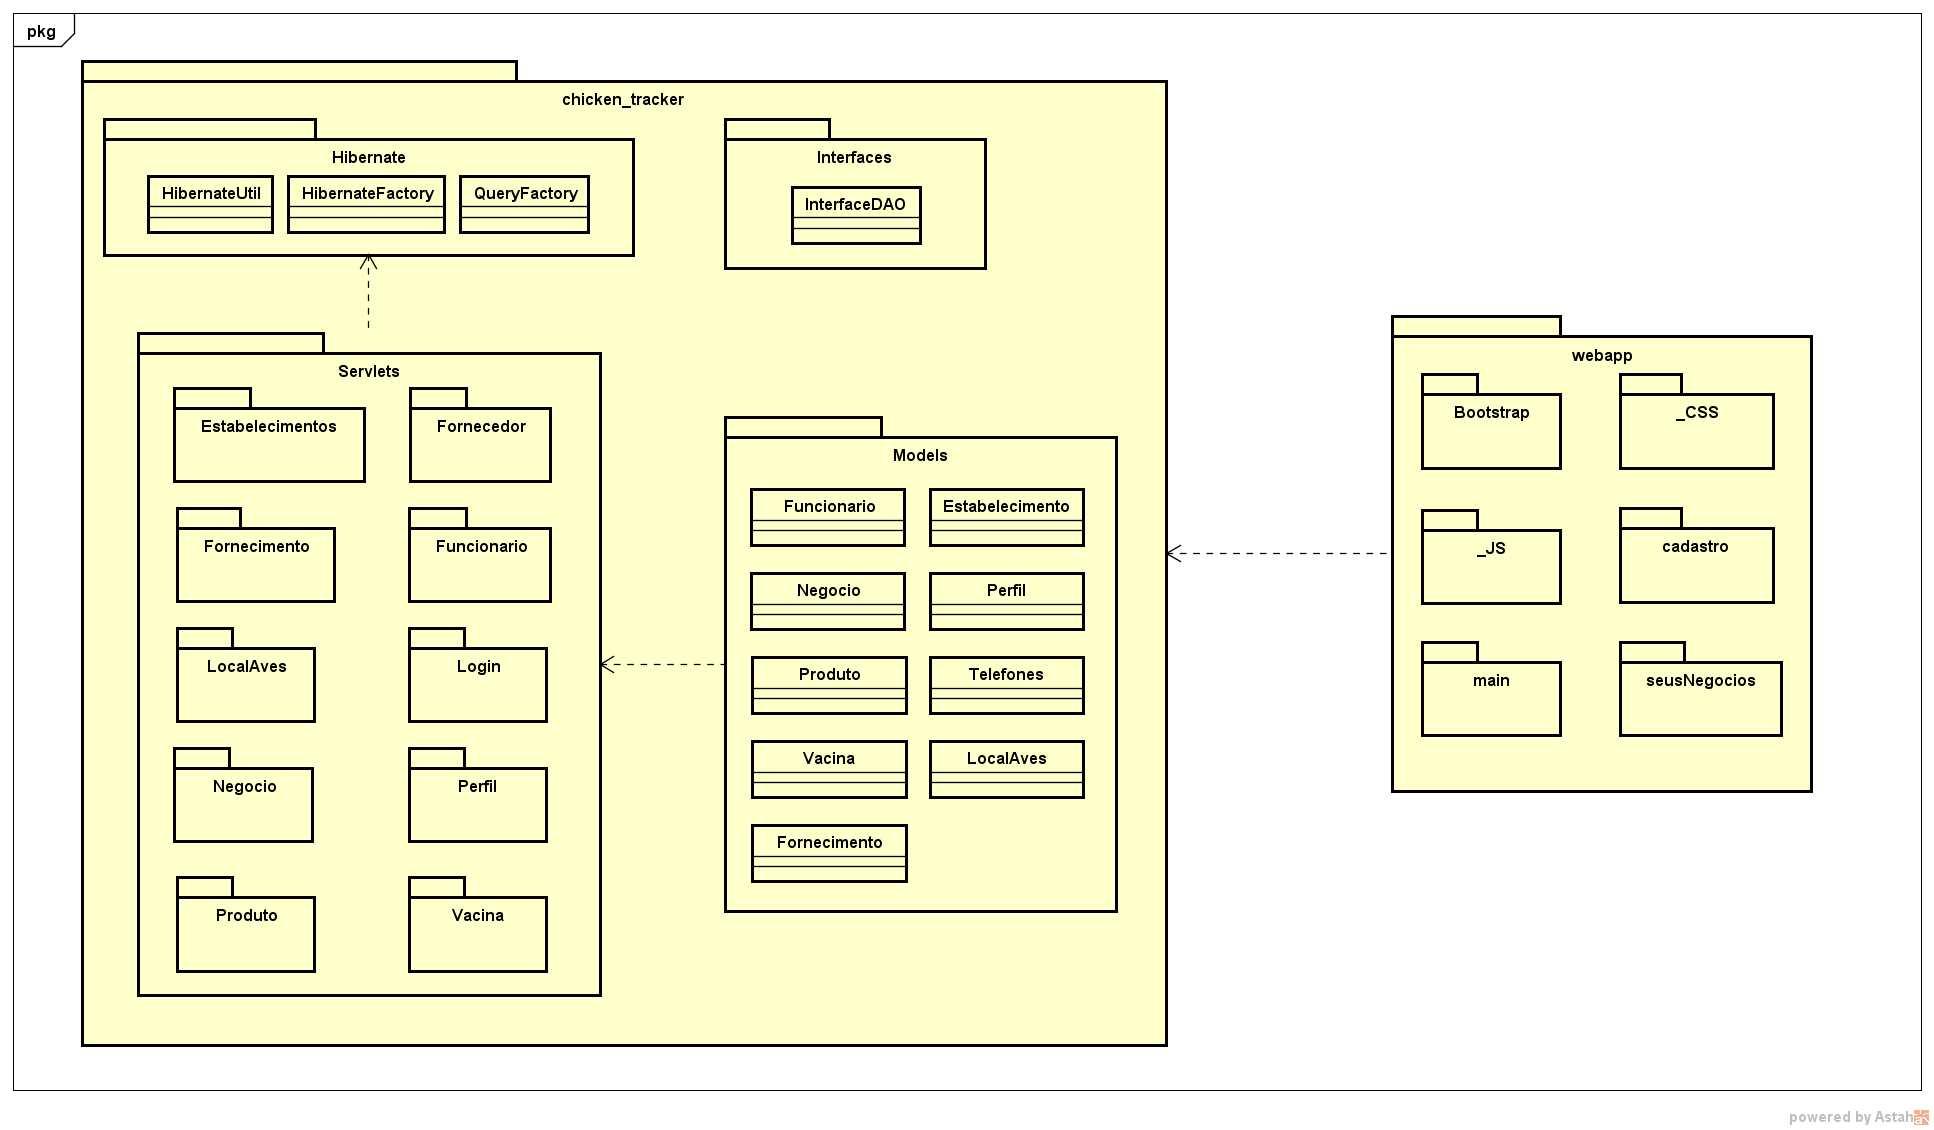 pkg
chicken_tracker
Hibernate
HibernateUtil
HibernateFactory
QueryFactory
Interfaces
InterfaceDAO
Servlets
Estabelecimentos
Fornecedor
Fornecimento
Funcionario
LocalAves
Login
Negocio
Perfil
Produto
Vacina
Models
Funcionario
Estabelecimento
Negocio
Perfil
Produto
Telefones
Vacina
LocalAves
Fornecimento
webapp
Bootstrap
_CSS
_JS
cadastro
main
seusNegocios
powered by Astah